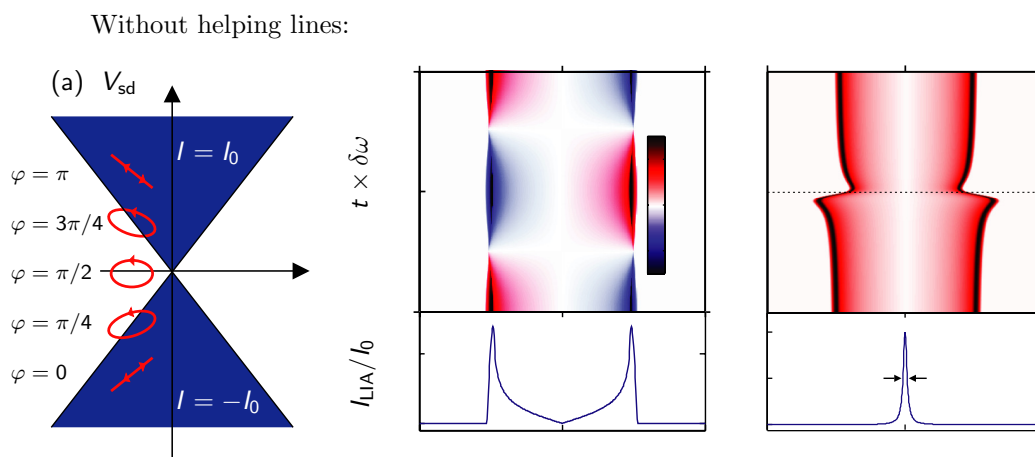 Without helping lines:
(a) V_sd
I = I_0
φ = π
φ = 3π/4
φ = π/2
φ = π/4
φ = 0
I = −I_0
t × δω
I_LIA/I_0